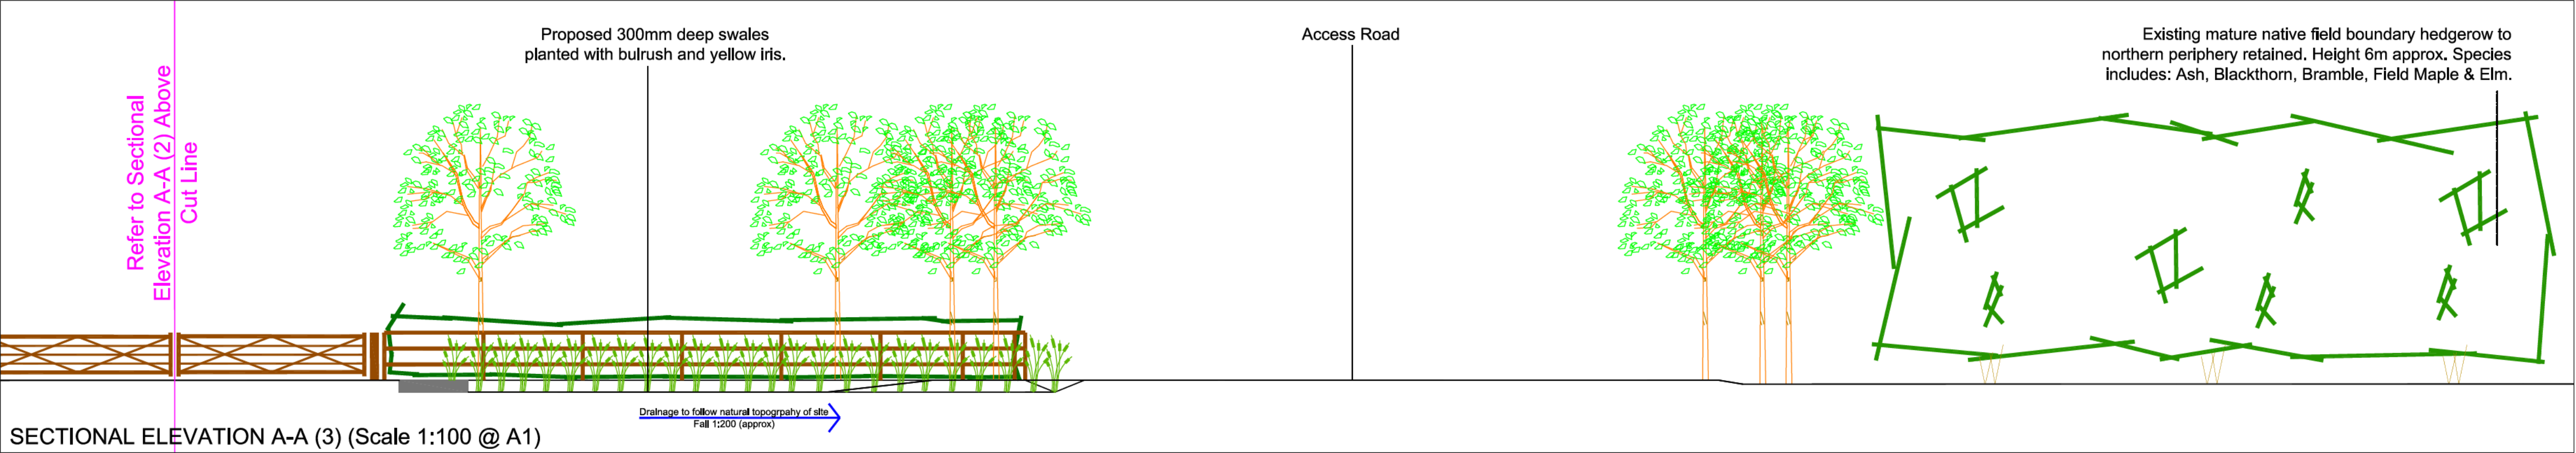 Refer to Sectional
Elevation A-A (2) Above
Cut Line
Proposed 300mm deep swales
planted with bulrush and yellow iris.
Access Road
Existing mature native field boundary hedgerow to
northern periphery retained. Height 6m approx. Species
includes: Ash, Blackthorn, Bramble, Field Maple & Elm.
Drainage to follow natural topogrpahy of site
Fall 1:200 (approx)
SECTIONAL ELEVATION A-A (3) (Scale 1:100 @ A1)